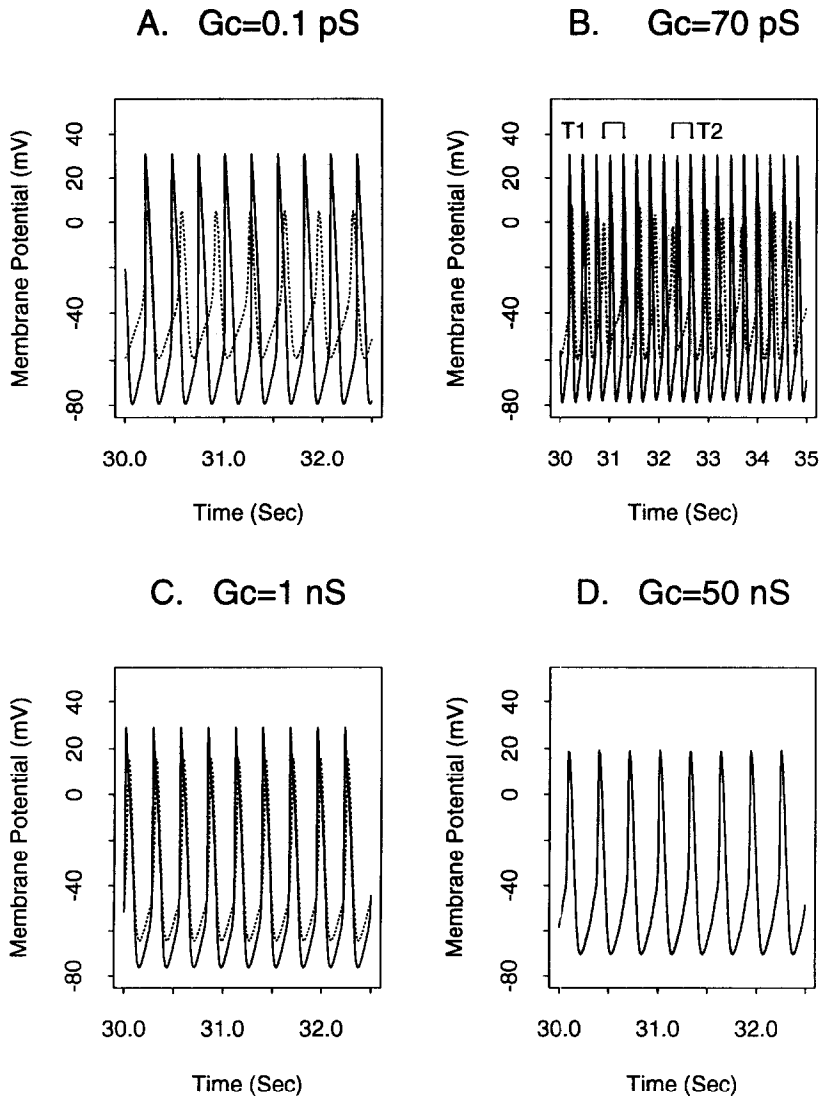 A. Gc=0.1 pS
Membrane Potential (mV)
40
20
0
-40
-80
30.0 31.0 32.0
Time (Sec)
B. Gc=70 pS
Membrane Potential (mV)
40
20
0
-40
-80
T1 T2
30 31 32 33 34 35
Time (Sec)
C. Gc=1 nS
Membrane Potential (mV)
40
20
0
-40
-80
30.0 31.0 32.0
Time (Sec)
D. Gc=50 nS
Membrane Potential (mV)
40
20
0
-40
-80
30.0 31.0 32.0
Time (Sec)